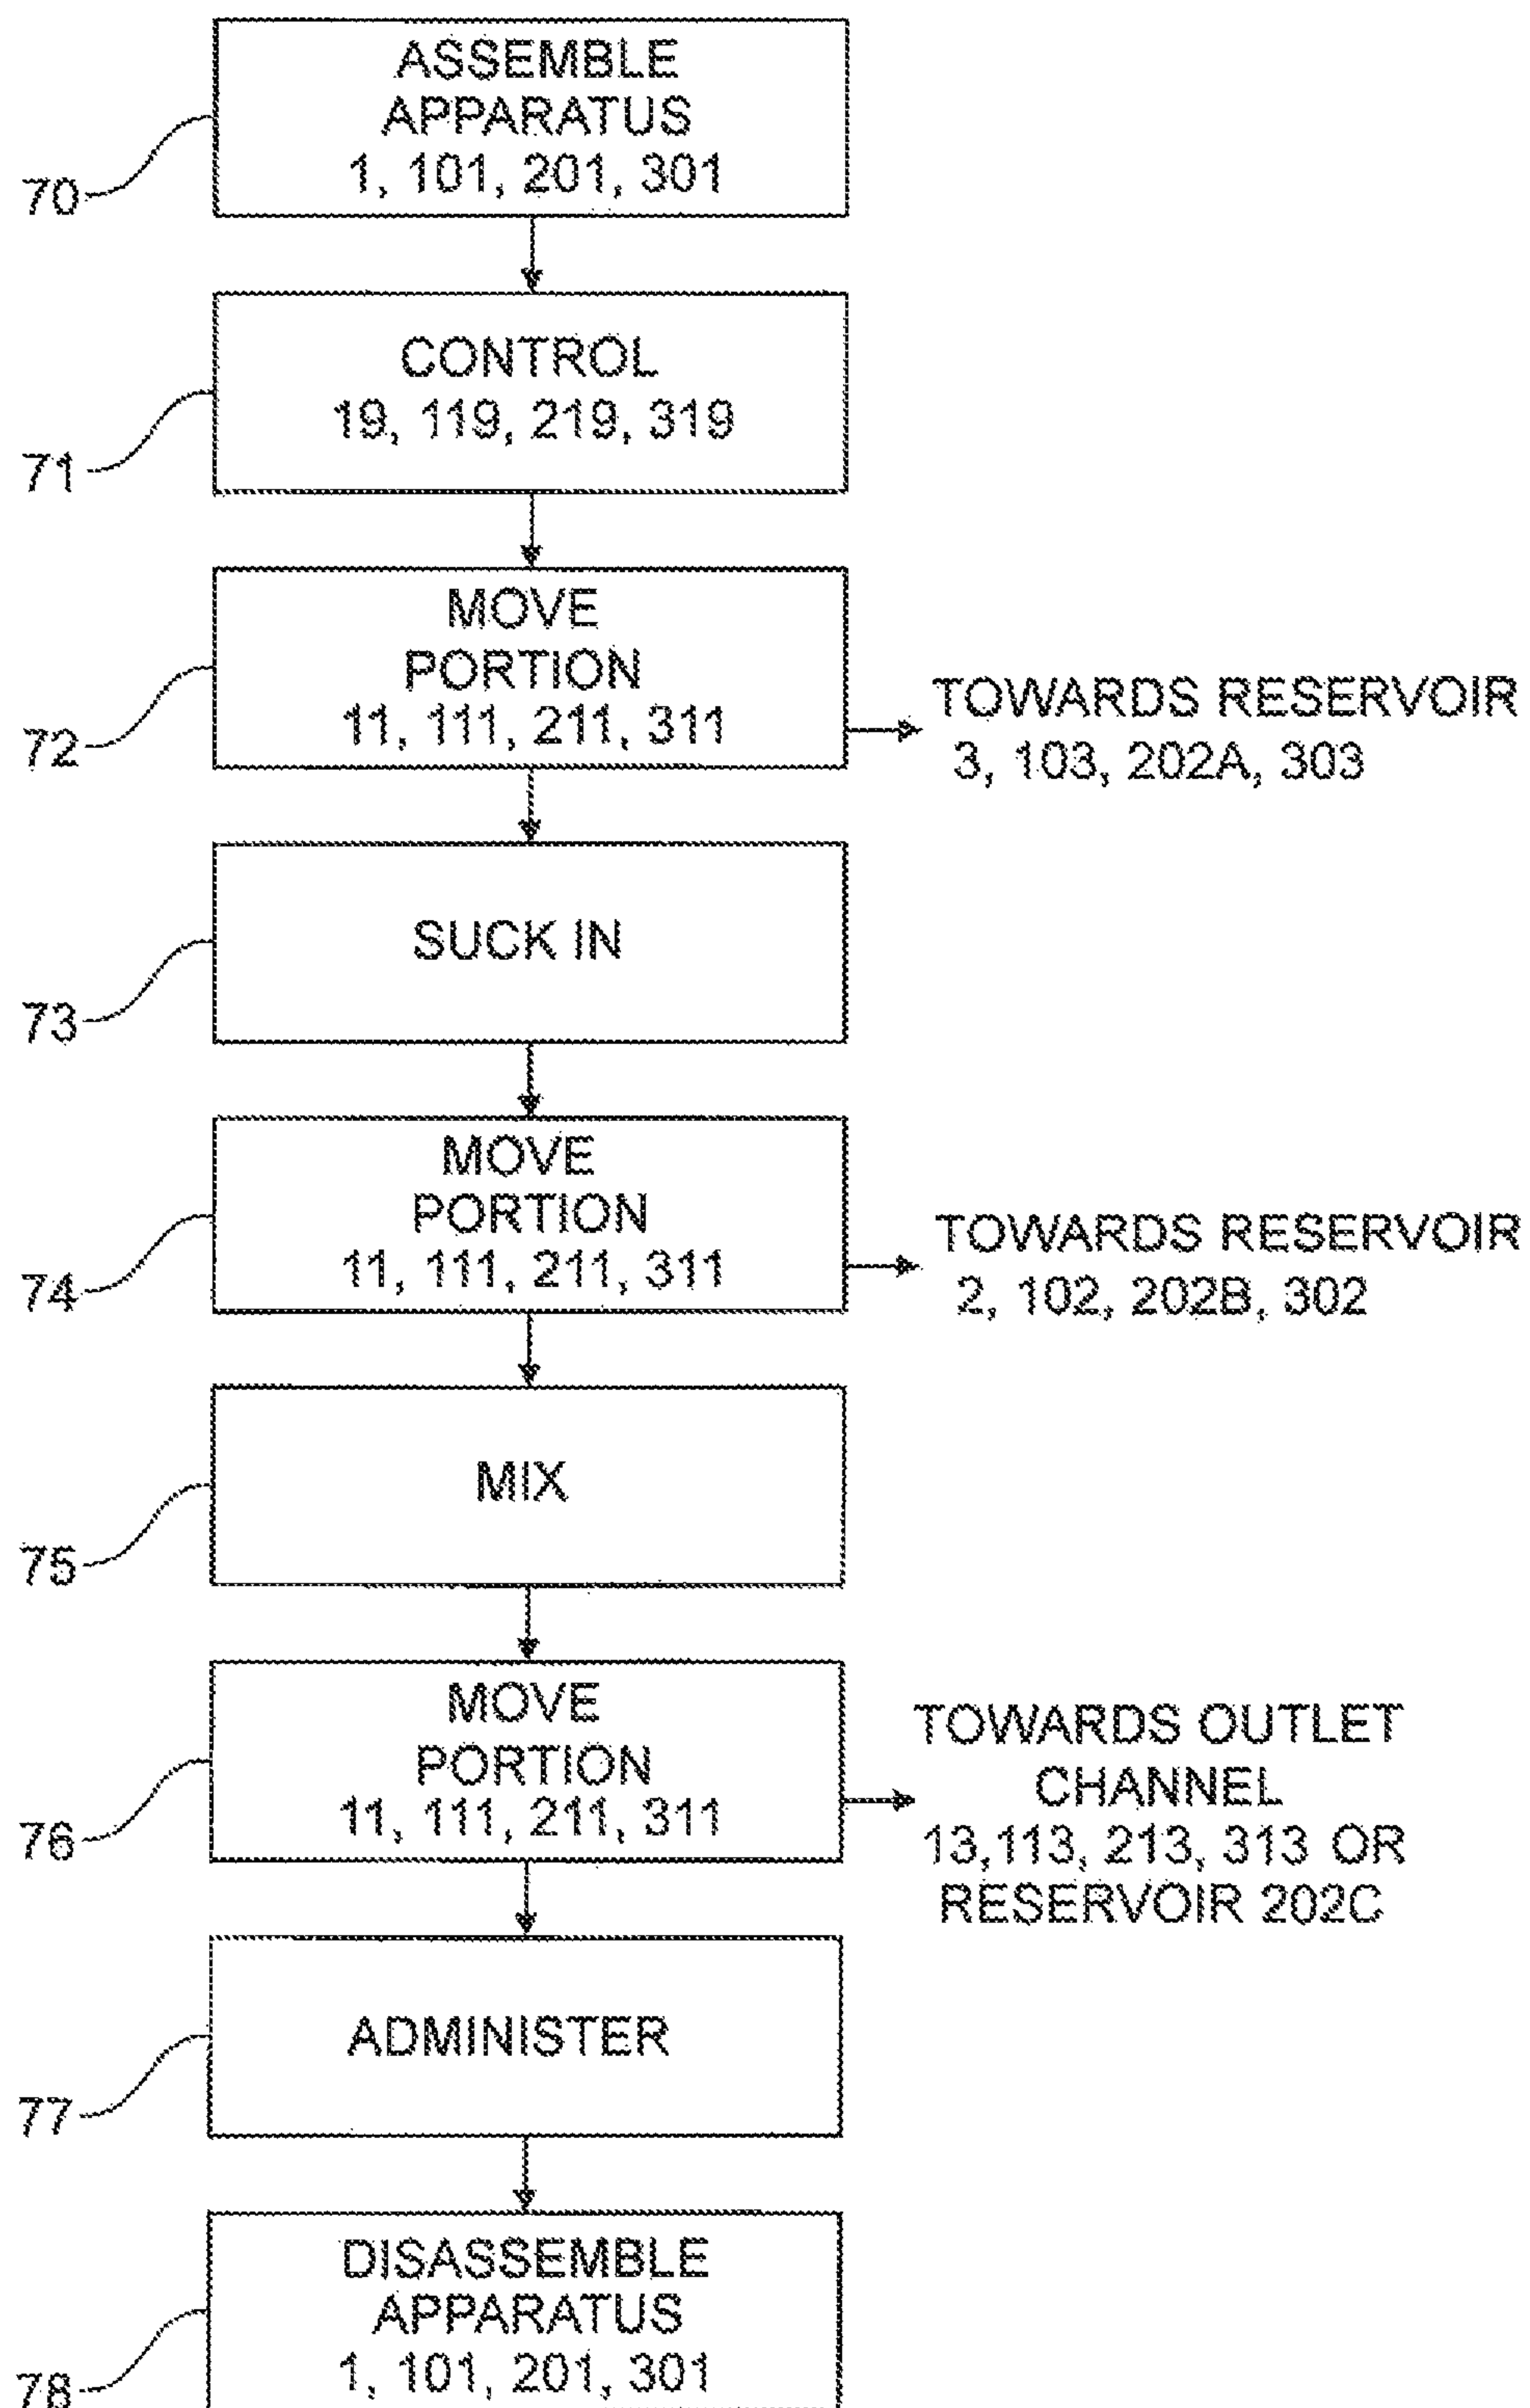 ASSEMBLE
APPARATUS
1, 101, 201, 301
70
CONTROL
19, 119, 219, 319
71
MOVE
PORTION
11, 111, 211, 311
72
TOWARDS RESERVOIR
3, 103, 202A, 303
SUCK IN
73
MOVE
PORTION
11, 111, 211, 311
74
TOWARDS RESERVOIR
2, 102, 202B, 302
MIX
75
MOVE
PORTION
11, 111, 211, 311
76
TOWARDS OUTLET
CHANNEL
13,113, 213, 313 OR
RESERVOIR 202C
ADMINISTER
77
DISASSEMBLE
APPARATUS
1, 101, 201, 301
78